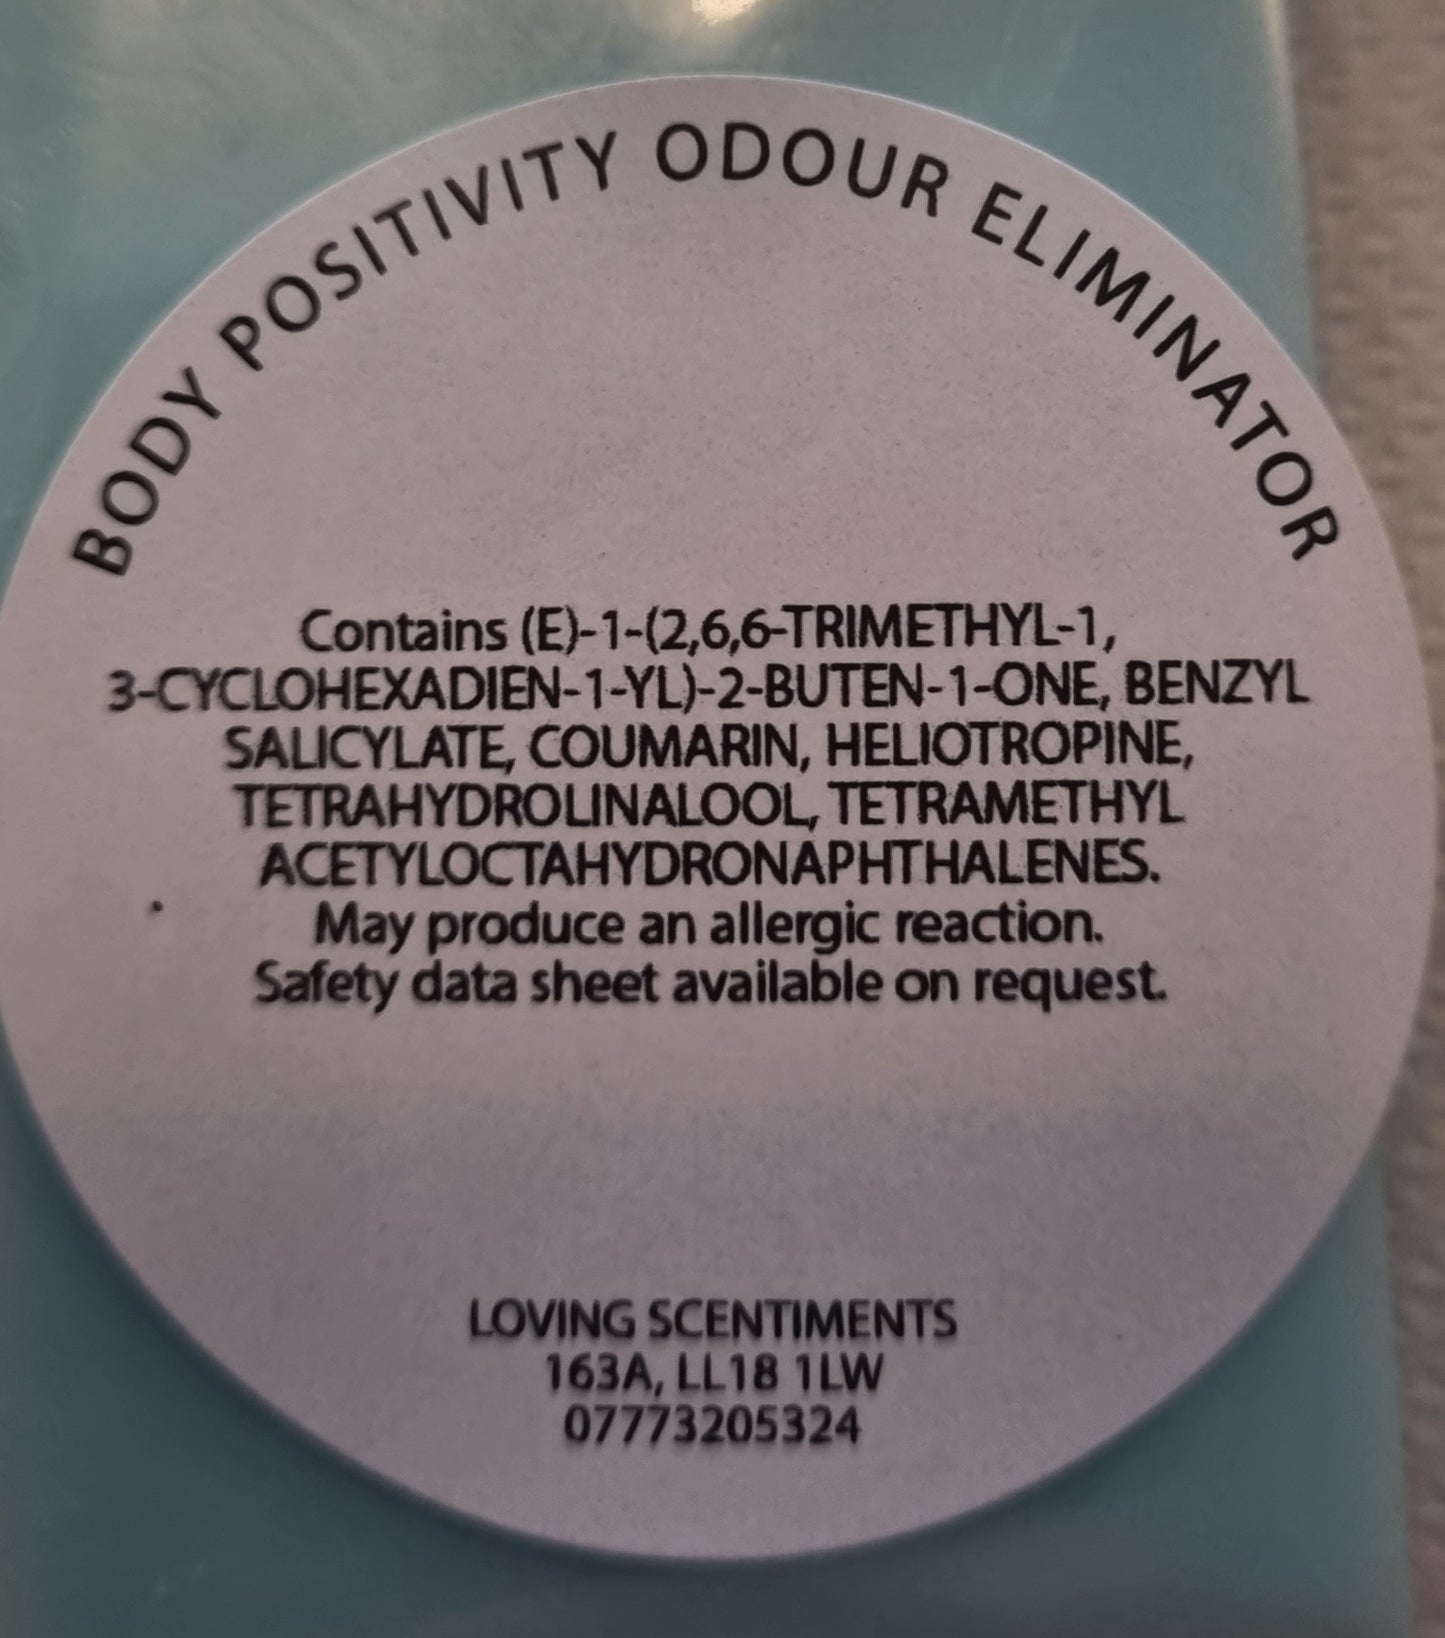 BODY POSITIVITY ODOUR ELIMINATOR
Contains (E)-1-(2,6,6-TRIMETHYL-1,
3-CYCLOHEXADIEN-1-YL)-2-BUTEN-1-ONE, BENZYL
SALICYLATE, COUMARIN, HELIOTROPINE,
TETRAHYDROLINALOOL, TETRAMETHYL
ACETYLOCTAHYDRONAPHTHALENES.
May produce an allergic reaction.
Safety data sheet available on request.
LOVING SCENTIMENTS
163A, LL18 1LW
07773205324